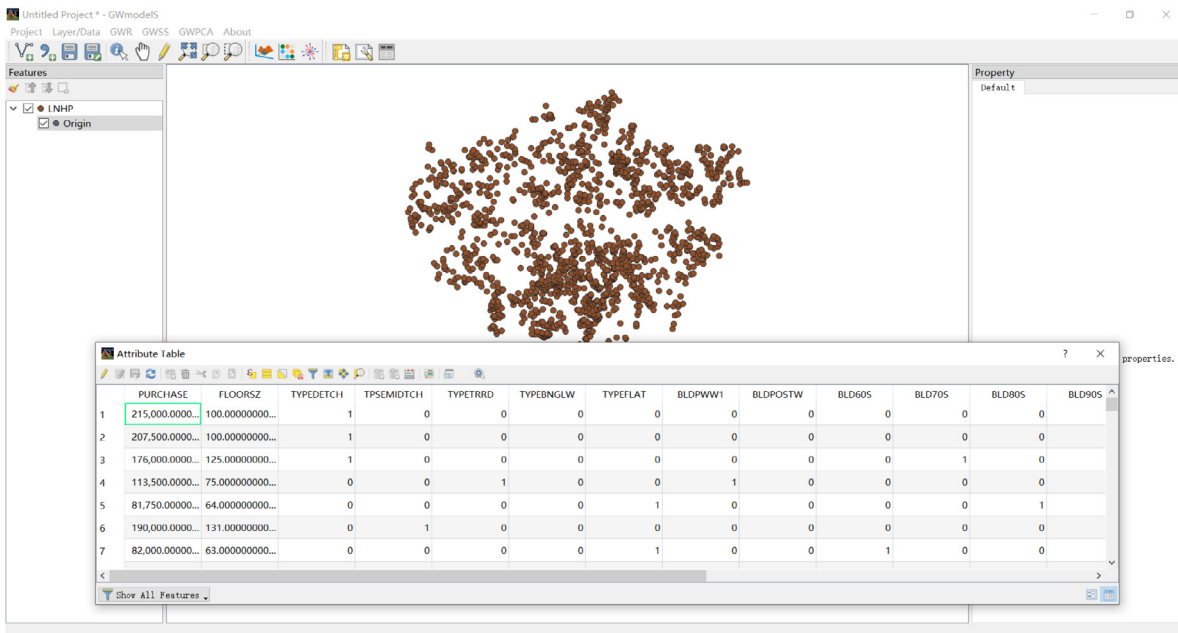 Untitled Project * - GWmodelS
Project Layer/Data GWR GWSS GWPCA About
Features
LNHP
Origin
Property
Default
properties.
Attribute Table
?
PURCHASE FLOORSZ TYPEDETCH TPSEMIDTCH TYPETRRD TYPEBNGLW TYPEFLAT BLDPWW1 BLDPOSTW BLD60S BLD70S BLD80S BLD90S
1 215,000.0000... 100.00000000... 1 0 0 0 0 0 0 0 0 0
2 207,500.0000... 100.00000000... 1 0 0 0 0 0 0 0 0 0
3 176,000.0000... 125.00000000... 1 0 0 0 0 0 0 0 1 0
4 113,500.0000... 75.000000000... 0 0 1 0 0 1 0 0 0 0
5 81,750.00000... 64.000000000... 0 0 0 0 1 0 0 0 0 1
6 190,000.0000... 131.00000000... 0 1 0 0 0 0 0 0 0 0
7 82,000.00000... 63.000000000... 0 0 0 0 1 0 0 1 0 0
Show All Features